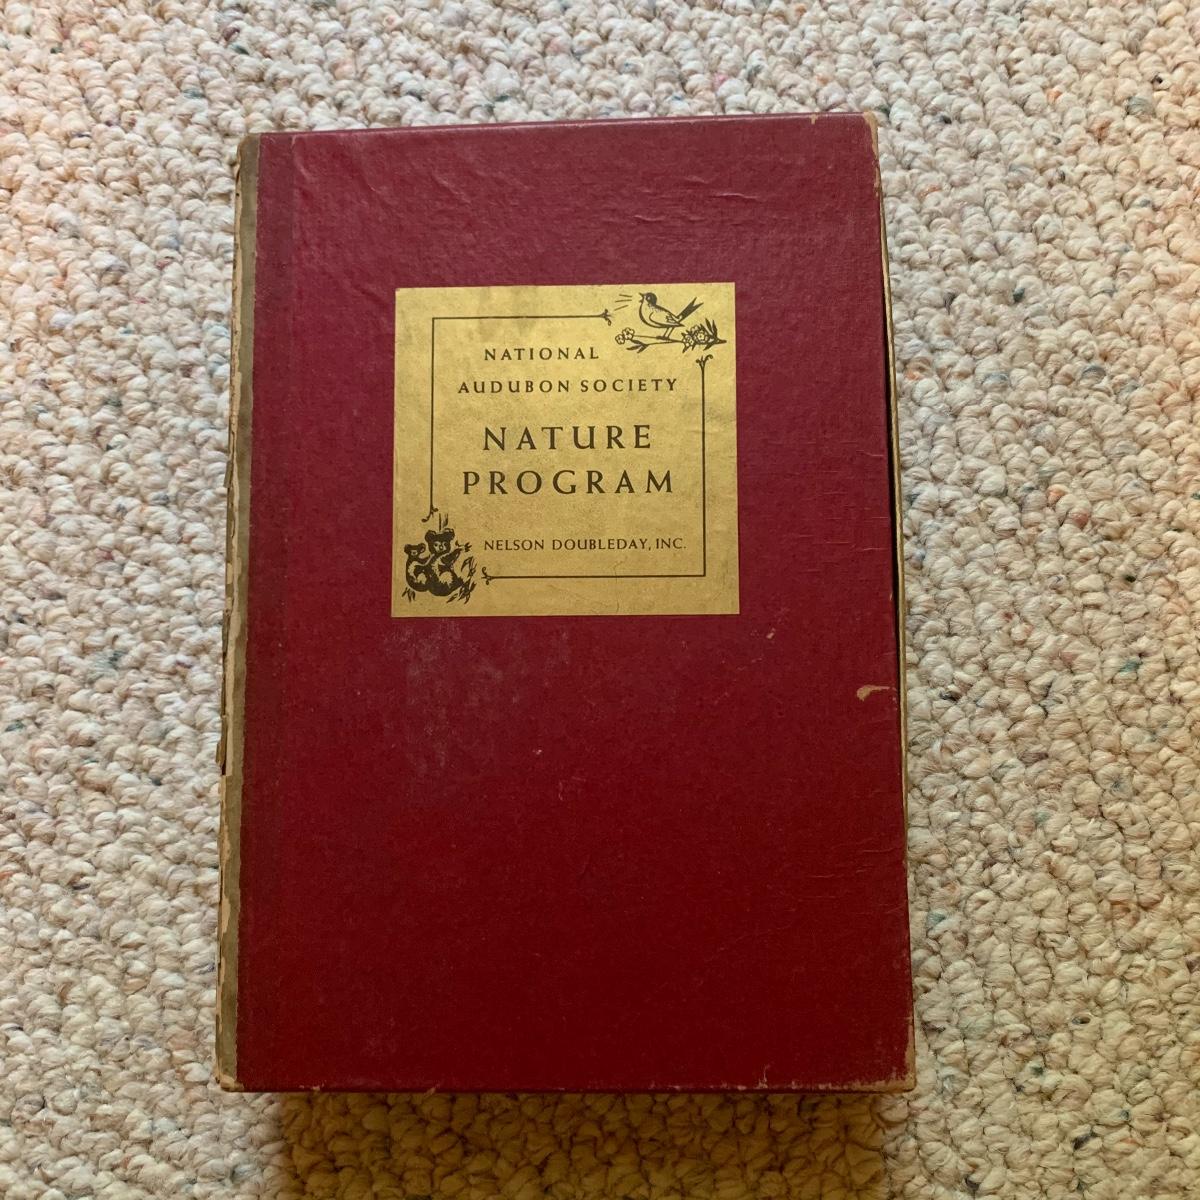 NATIONAL
AUDUBON SOCIETY
NATURE
PROGRAM
NELSON DOUBLEDAY, INC.